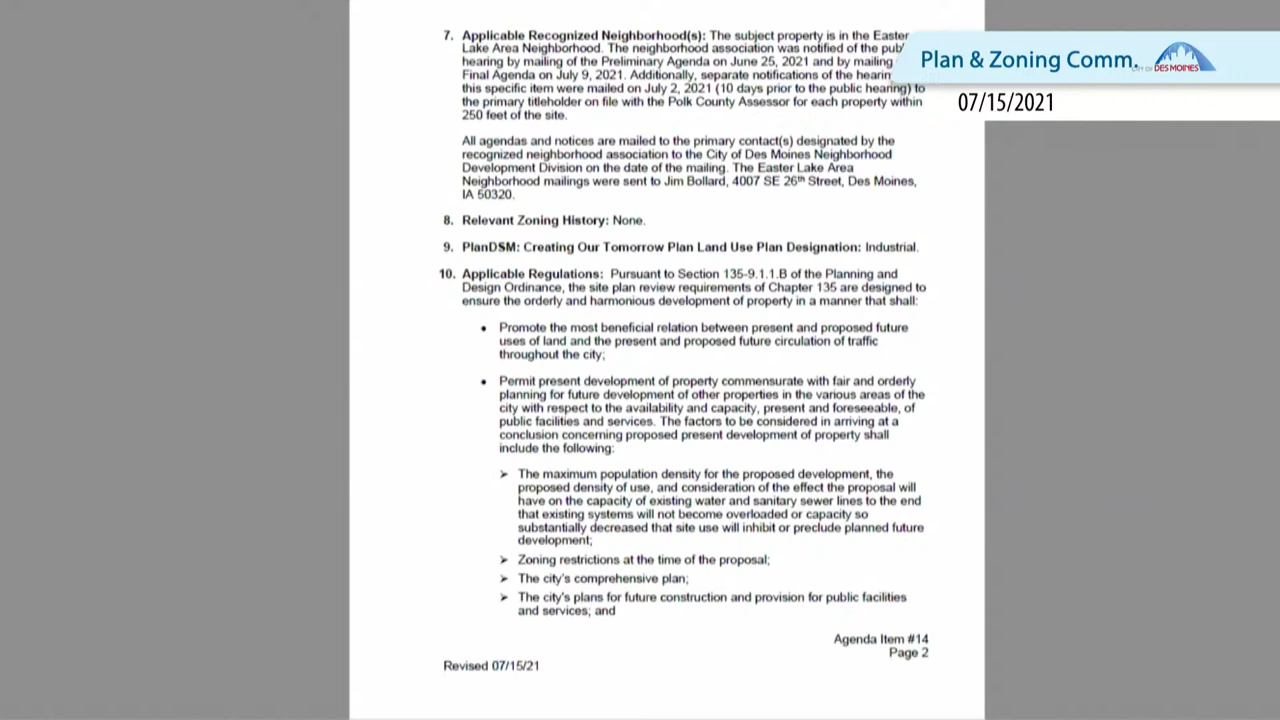 7. Applicable Recognized Neighborhood(s): The subject property is in the Easter
Lake Area Neighborhood. The neighborhood association was notified of the pub
hearing by mailing of the Preliminary Agenda on June 25, 2021 and by mailing
Final Agenda on July 9, 2021. Additionally, separate notifications of the hearin
this specific item were mailed on July 2, 2021 (10 days prior to the public hearing) to
the primary titleholder on file with the Polk County Assessor for each property within
250 feet of the site.
All agendas and notices are mailed to the primary contact(s) designated by the
recognized neighborhood association to the City of Des Moines Neighborhood
Development Division on the date of the mailing. The Easter Lake Area
Neighborhood mailings were sent to Jim Bollard, 4007 SE 26th Street, Des Moines,
IA 50320.
8. Relevant Zoning History: None.
9. PlanDSM: Creating Our Tomorrow Plan Land Use Plan Designation: Industrial.
10. Applicable Regulations: Pursuant to Section 135-9.1.1.B of the Planning and
Design Ordinance, the site plan review requirements of Chapter 135 are designed to
ensure the orderly and harmonious development of property in a manner that shall:
• Promote the most beneficial relation between present and proposed future
uses of land and the present and proposed future circulation of traffic
throughout the city;
• Permit present development of property commensurate with fair and orderly
planning for future development of other properties in the various areas of the
city with respect to the availability and capacity, present and foreseeable, of
public facilities and services. The factors to be considered in arriving at a
conclusion concerning proposed present development of property shall
include the following:
➢ The maximum population density for the proposed development, the
proposed density of use, and consideration of the effect the proposal will
have on the capacity of existing water and sanitary sewer lines to the end
that existing systems will not become overloaded or capacity so
substantially decreased that site use will inhibit or preclude planned future
development;
➢ Zoning restrictions at the time of the proposal;
➢ The city's comprehensive plan;
➢ The city's plans for future construction and provision for public facilities
and services; and
Agenda Item #14
Page 2
Revised 07/15/21
Plan & Zoning Comm.
CITY OF DES MOINES
07/15/2021